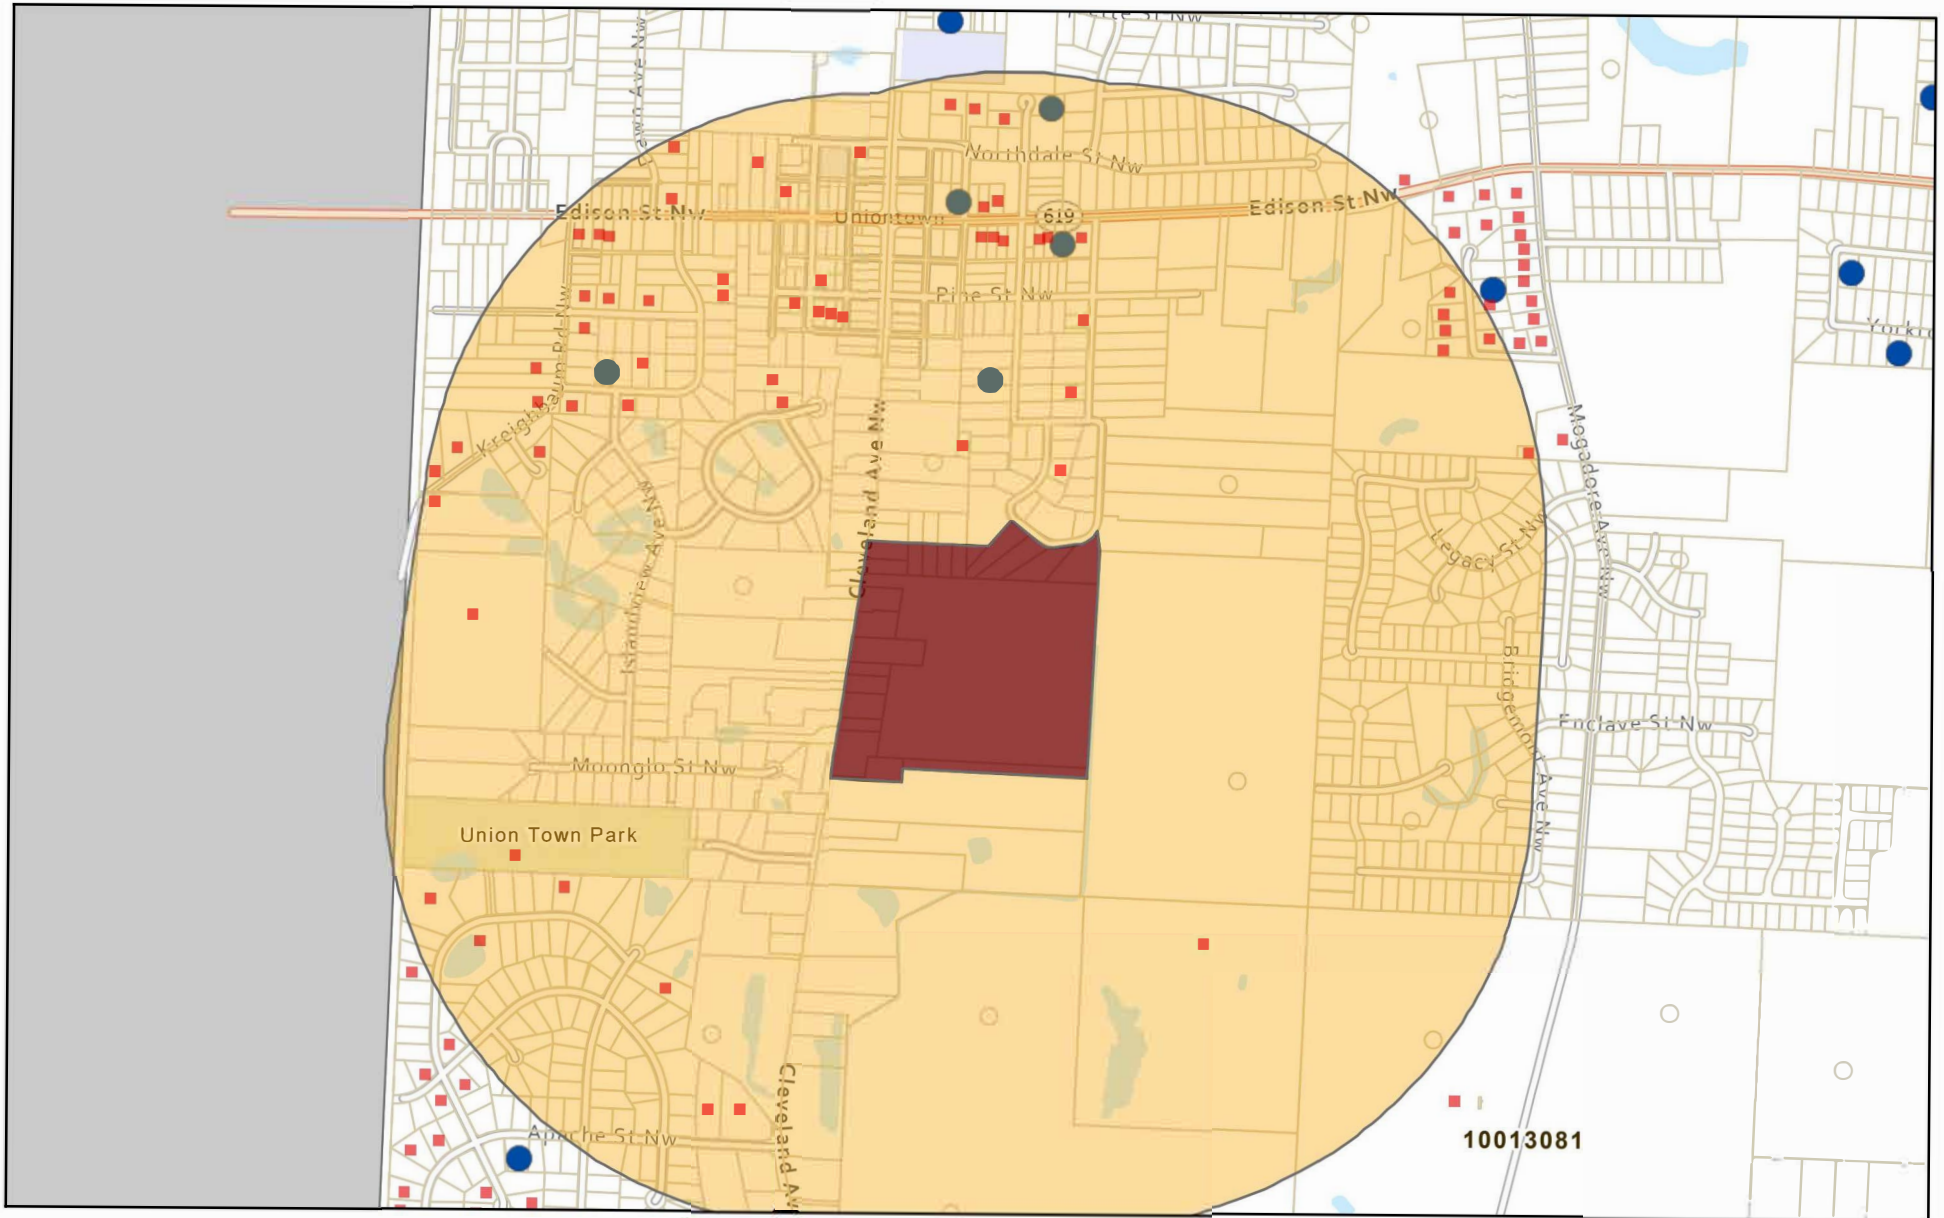 Northdale St Nw
Edison St Nw
Uniontown
619
Edison St Nw
Pine St Nw
Kreighbaum Rd Nw
Cleveland Ave Nw
Mogadore Ave Nw
Legacy St Nw
Islandview Ave Nw
Bridgemont Ave Nw
Enclave St Nw
Moonglo St Nw
Union Town Park
Cleveland Av
Apache St Nw
10013081